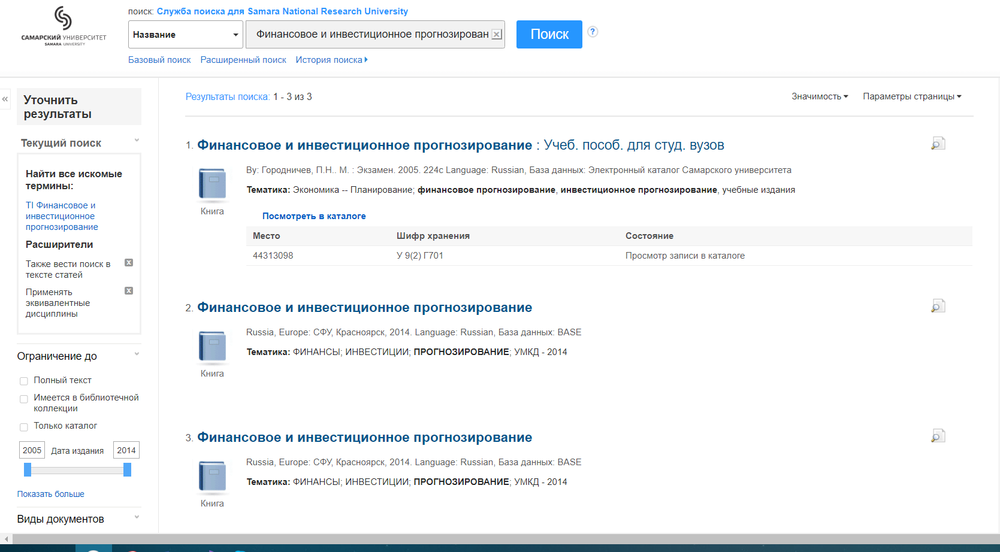 САМАРСКИЙ УНИВЕРСИТЕТ
SAMARA UNIVERSITY
поиск: Служба поиска для Samara National Research University
Название
Финансовое и инвестиционное прогнозирован
Поиск
?
Базовый поиск Расширенный поиск История поиска
«
Уточнить
результаты
Текущий поиск
Найти все искомые
термины:
TI Финансовое и
инвестиционное
прогнозирование
Расширители
Также вести поиск в
тексте статей
Применять
эквивалентные
дисциплины
Ограничение до
Полный текст
Имеется в библиотечной
коллекции
Только каталог
2005 Дата издания 2014
Показать больше
Виды документов
Результаты поиска: 1 - 3 из 3
Значимость Параметры страницы
1. Финансовое и инвестиционное прогнозирование : Учеб. пособ. для студ. вузов
By: Городничев, П.Н.. М. : Экзамен. 2005. 224с Language: Russian, База данных: Электронный каталог Самарского университета
Тематика: Экономика -- Планирование; финансовое прогнозирование, инвестиционное прогнозирование, учебные издания
Книга
Посмотреть в каталоге
Место Шифр хранения Состояние
44313098 У 9(2) Г701 Просмотр записи в каталоге
2. Финансовое и инвестиционное прогнозирование
Russia, Europe: СФУ, Красноярск, 2014. Language: Russian, База данных: BASE
Тематика: ФИНАНСЫ; ИНВЕСТИЦИИ; ПРОГНОЗИРОВАНИЕ; УМКД - 2014
Книга
3. Финансовое и инвестиционное прогнозирование
Russia, Europe: СФУ, Красноярск, 2014. Language: Russian, База данных: BASE
Тематика: ФИНАНСЫ; ИНВЕСТИЦИИ; ПРОГНОЗИРОВАНИЕ; УМКД - 2014
Книга